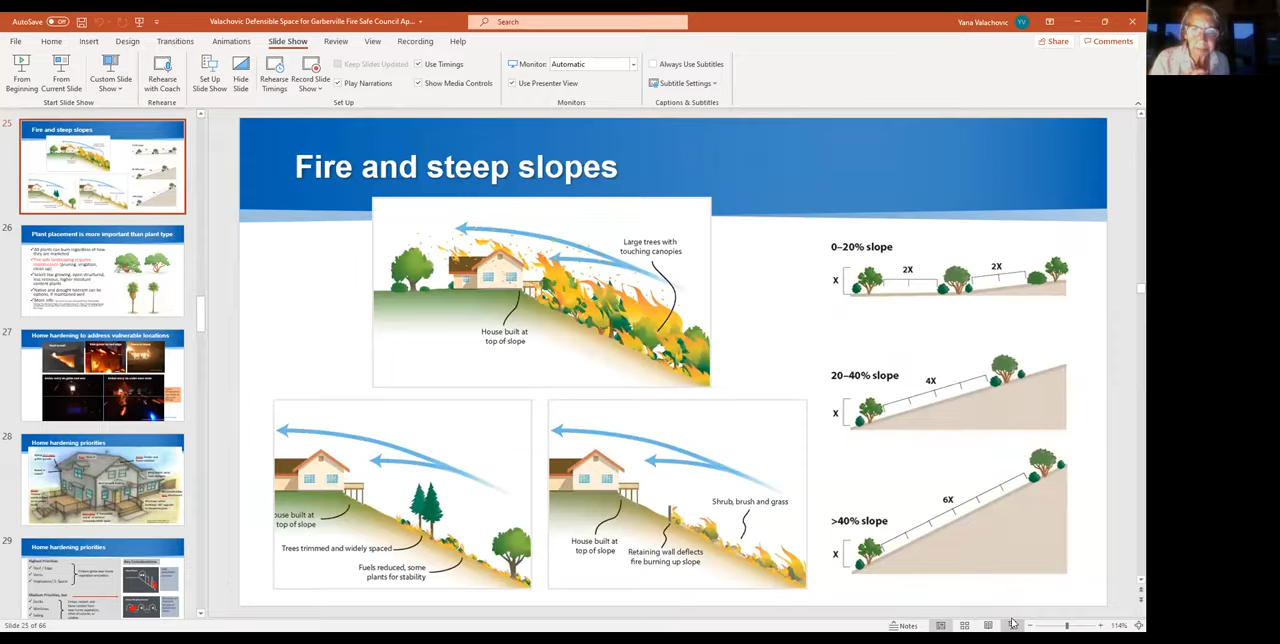 AutoSave Off
Valachovic Defensible Space for Garberville Fire Safe Council Ap...
Search
Yana Valachovic
YV
File Home Insert Design Transitions Animations Slide Show Review View Recording Help
Share Comments
From Beginning
From Current Slide
Custom Slide Show
Start Slide Show
Rehearse with Coach
Rehearse
Set Up Slide Show
Hide Slide
Rehearse Timings
Record Slide Show
Keep Slides Updated
Play Narrations
Use Timings
Show Media Controls
Set Up
Monitor: Automatic
Use Presenter View
Monitors
Always Use Subtitles
Subtitle Settings
Captions & Subtitles
25
Fire and steep slopes
26
Plant placement is more important than plant type
27
Home hardening to address vulnerable locations
28
Home hardening priorities
29
Home hardening priorities
Fire and steep slopes
Large trees with
touching canopies
House built at
top of slope
ouse built at
top of slope
Trees trimmed and widely spaced
Fuels reduced, some
plants for stability
Shrub, brush and grass
House built at
top of slope
Retaining wall deflects
fire burning up slope
0–20% slope
X
2X
2X
20–40% slope
X
4X
>40% slope
X
6X
Slide 25 of 66
Notes
114%